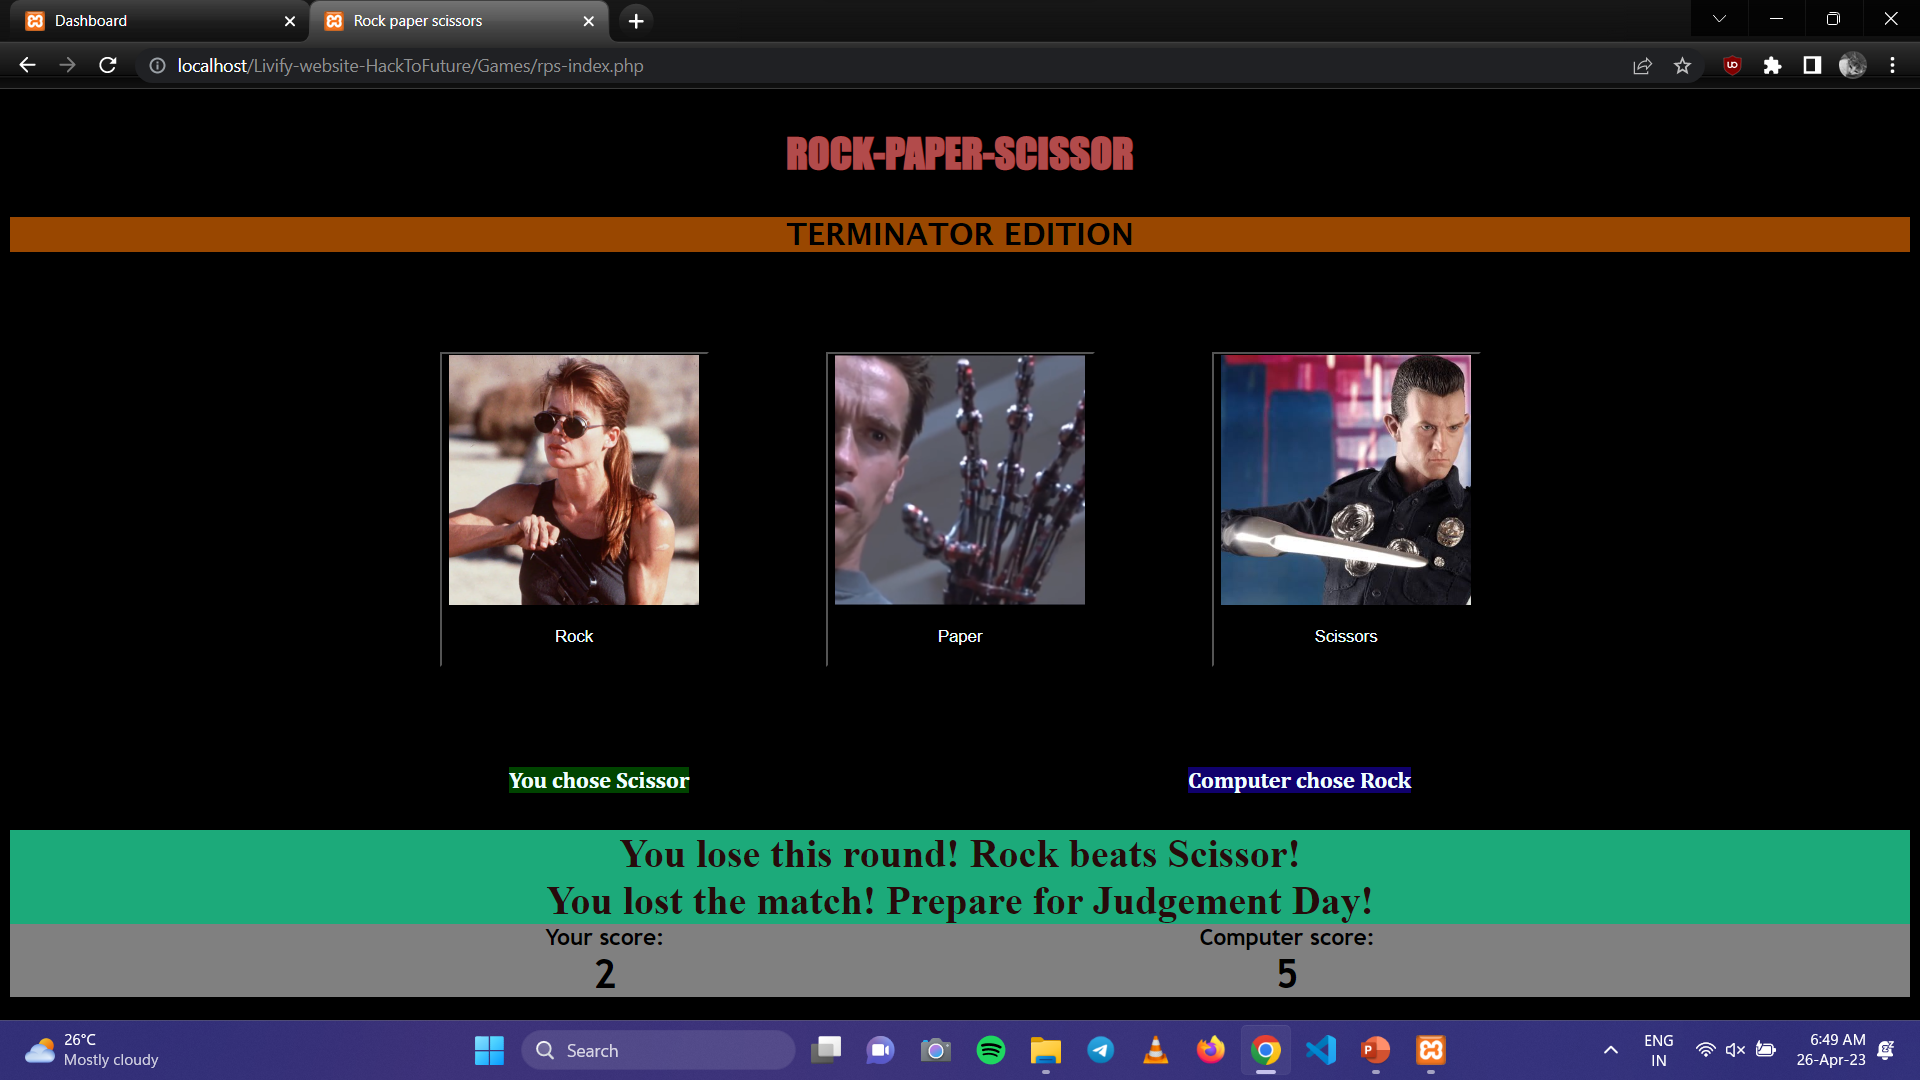 Dashboard
Rock paper scissors
localhost/Livify-website-HackToFuture/Games/rps-index.php
ROCK-PAPER-SCISSOR
TERMINATOR EDITION
Rock
Paper
Scissors
You chose Scissor
Computer chose Rock
You lose this round! Rock beats Scissor!
You lost the match! Prepare for Judgement Day!
Your score:
2
Computer score:
5
26°C
Mostly cloudy
Search
ENG
IN
6:49 AM
26-Apr-23